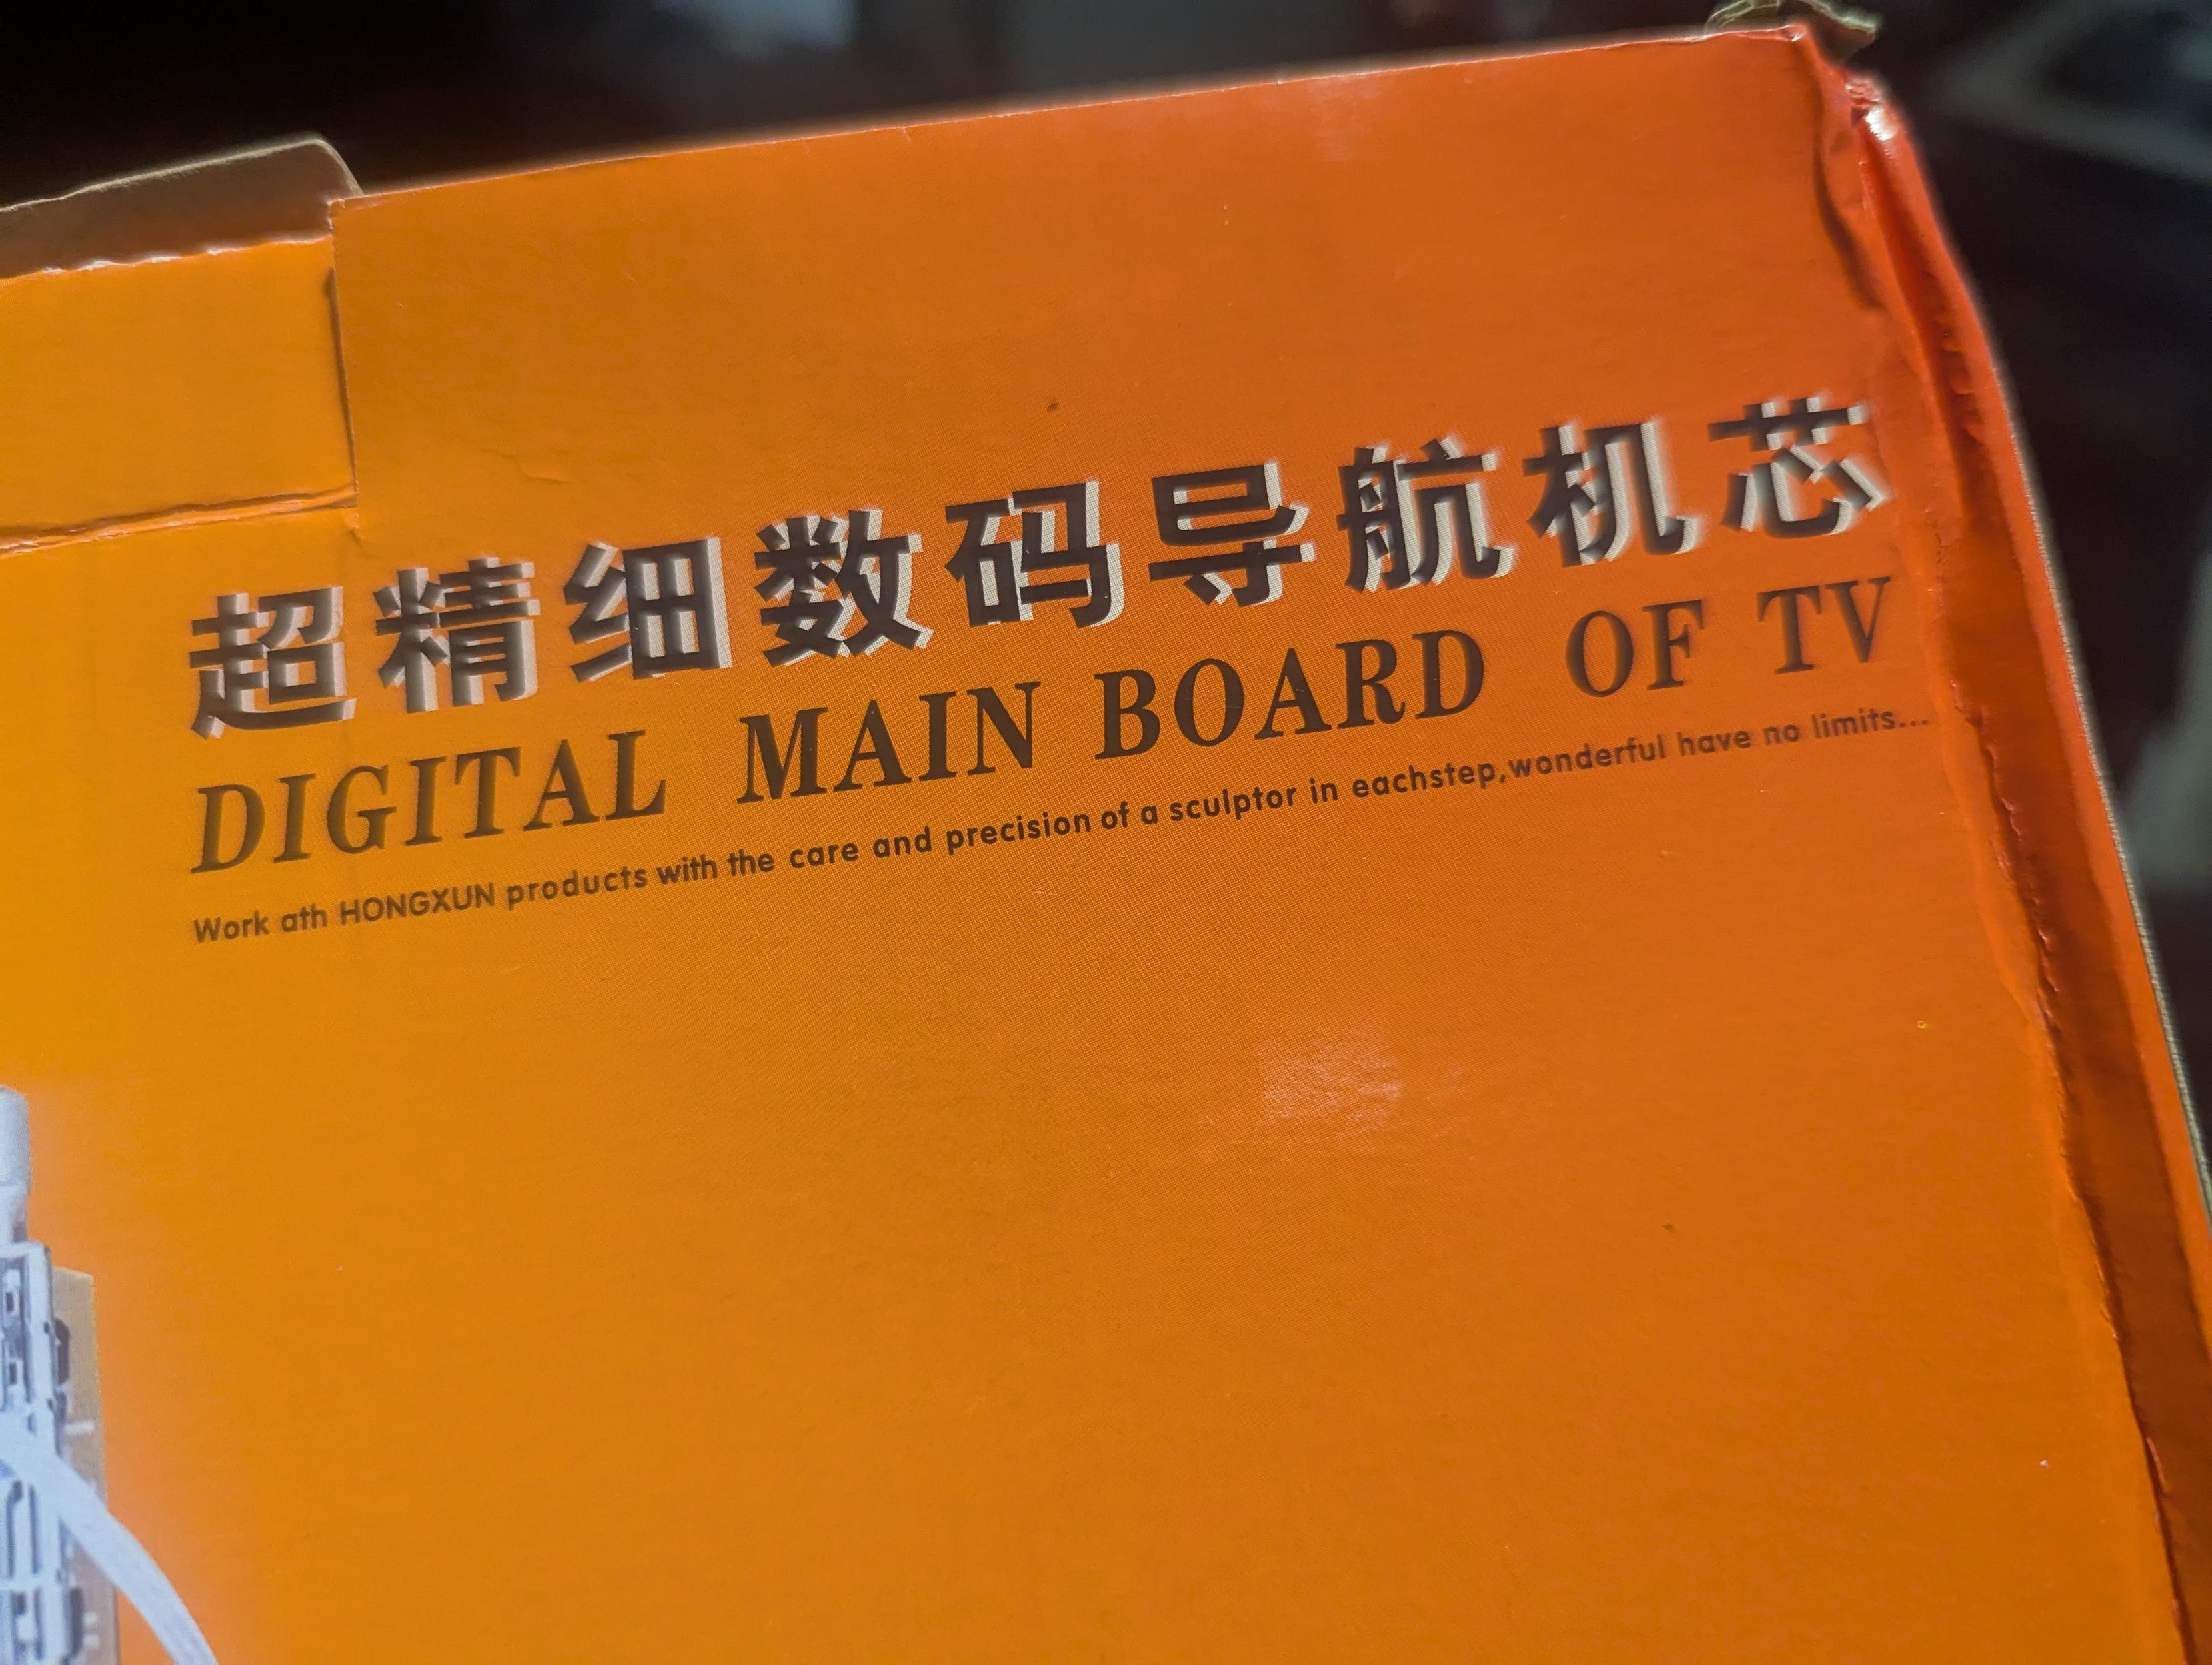 超精细数码导航机芯
DIGITAL MAIN BOARD OF TV
Work ath HONGXUN products with the care and precision of a sculptor in eachstep,wonderful have no limits...